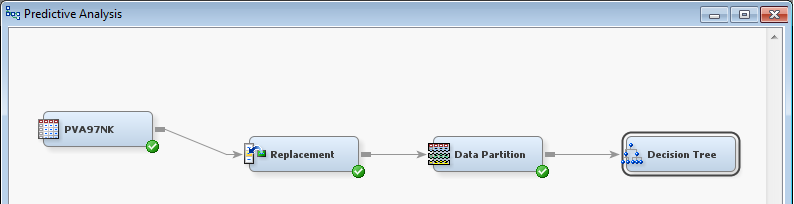 Predictive Analysis
PVA97NK
Replacement
Data Partition
Decision Tree